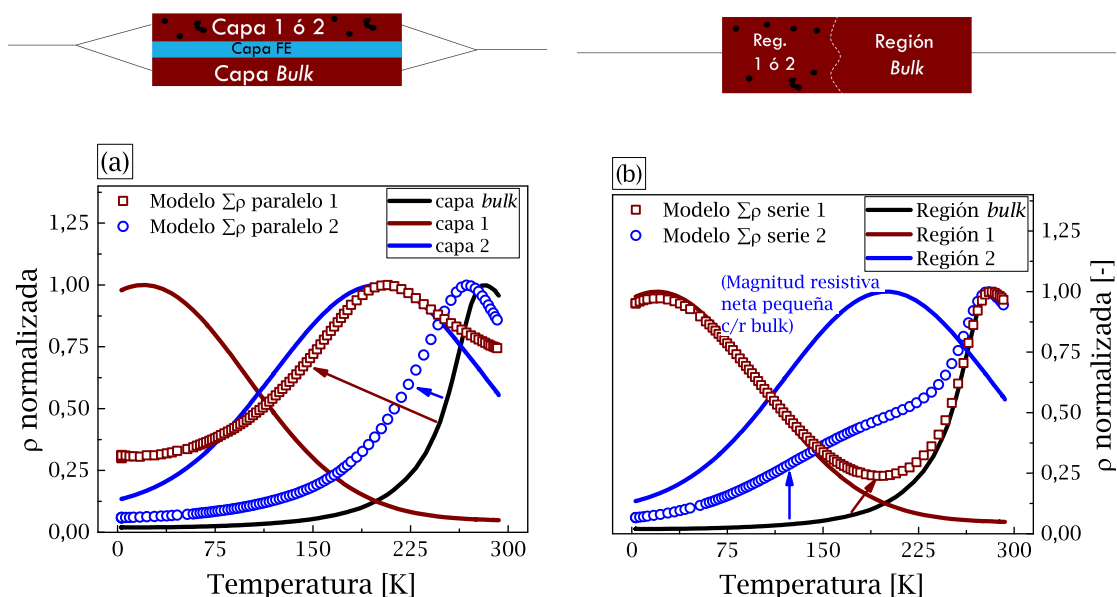 Capa 1 ó 2
Capa FE
Capa Bulk
Reg.
1 ó 2
Región
Bulk
(a)
Modelo ∑ρ paralelo 1
Modelo ∑ρ paralelo 2
capa bulk
capa 1
capa 2
ρ normalizada
1,25
1,00
0,75
0,50
0,25
0,00
0
75
150
225
300
Temperatura [K]
(b)
Modelo ∑ρ serie 1
Modelo ∑ρ serie 2
Región bulk
Región 1
Región 2
(Magnitud resistiva
neta pequeña
c/r bulk)
1,25
1,00
0,75
0,50
0,25
0,00
ρ normalizada [-]
0
75
150
225
300
Temperatura [K]